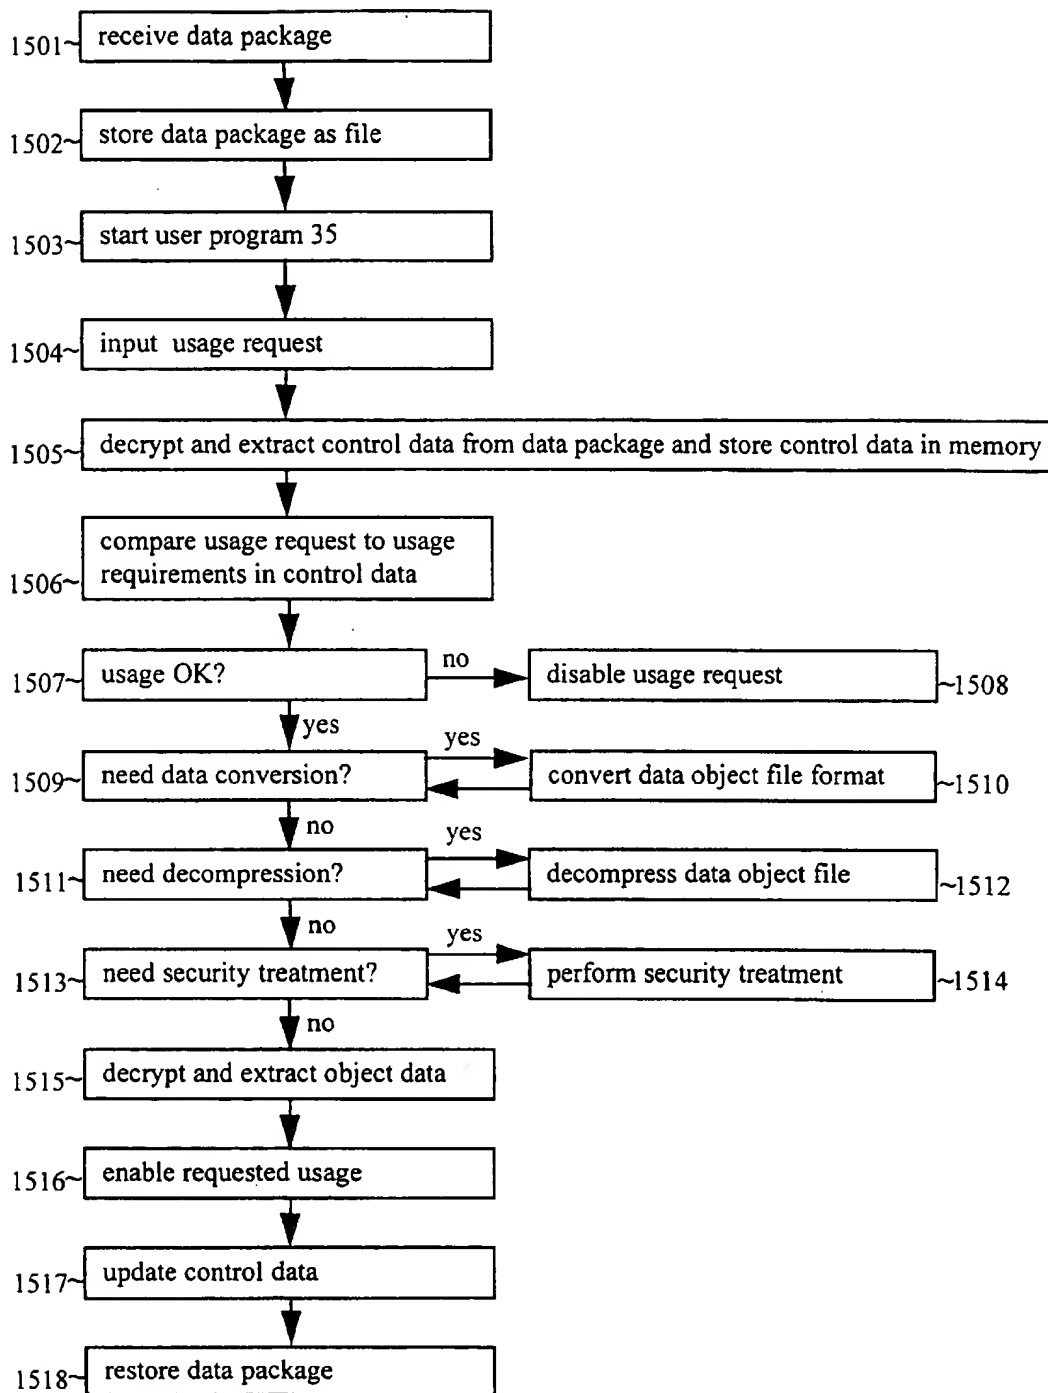 1501~ receive data package
1502~ store data package as file
1503~ start user program 35
1504~ input usage request
1505~ decrypt and extract control data from data package and store control data in memory
compare usage request to usage
1506~ requirements in control data
1507~ usage OK? no disable usage request ~1508
yes
yes
1509~ need data conversion? convert data object file format ~1510
no
yes
1511~ need decompression? decompress data object file ~1512
no
yes
1513~ need security treatment? perform security treatment ~1514
no
1515~ decrypt and extract object data
1516~ enable requested usage
1517~ update control data
1518~ restore data package